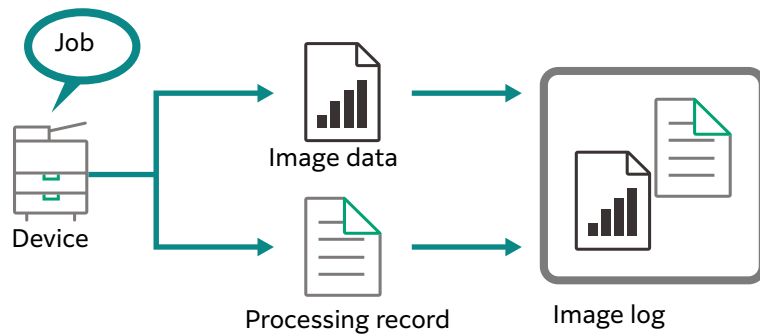 Job
Image data
Device
Processing record
Image log